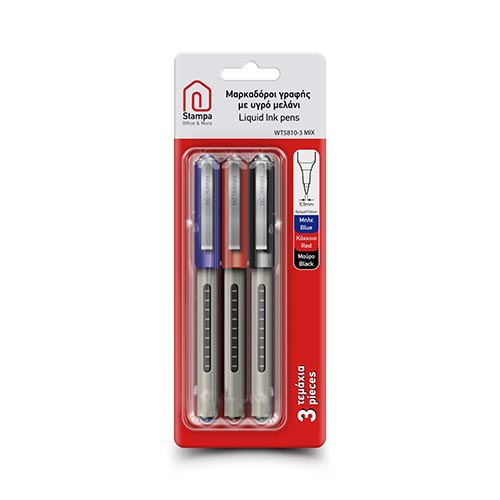 Stampa
Office & More
Μαρκαδόροι γραφής
με υγρό μελάνι
Liquid Ink pens
WTS810-3 MIX
0,5mm
Μπλε
Blue
Κόκκινο
Red
Μαύρο
Black
3 τεμάχια
pieces